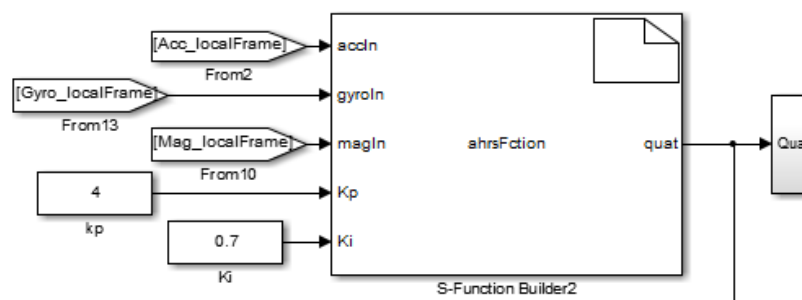 [Acc_localFrame]
From2
accIn
[Gyro_localFrame]
From13
gyroIn
[Mag_localFrame]
From10
magIn
ahrsFction
quat
Qua
4
kp
Kp
0.7
Ki
Ki
S-Function Builder2